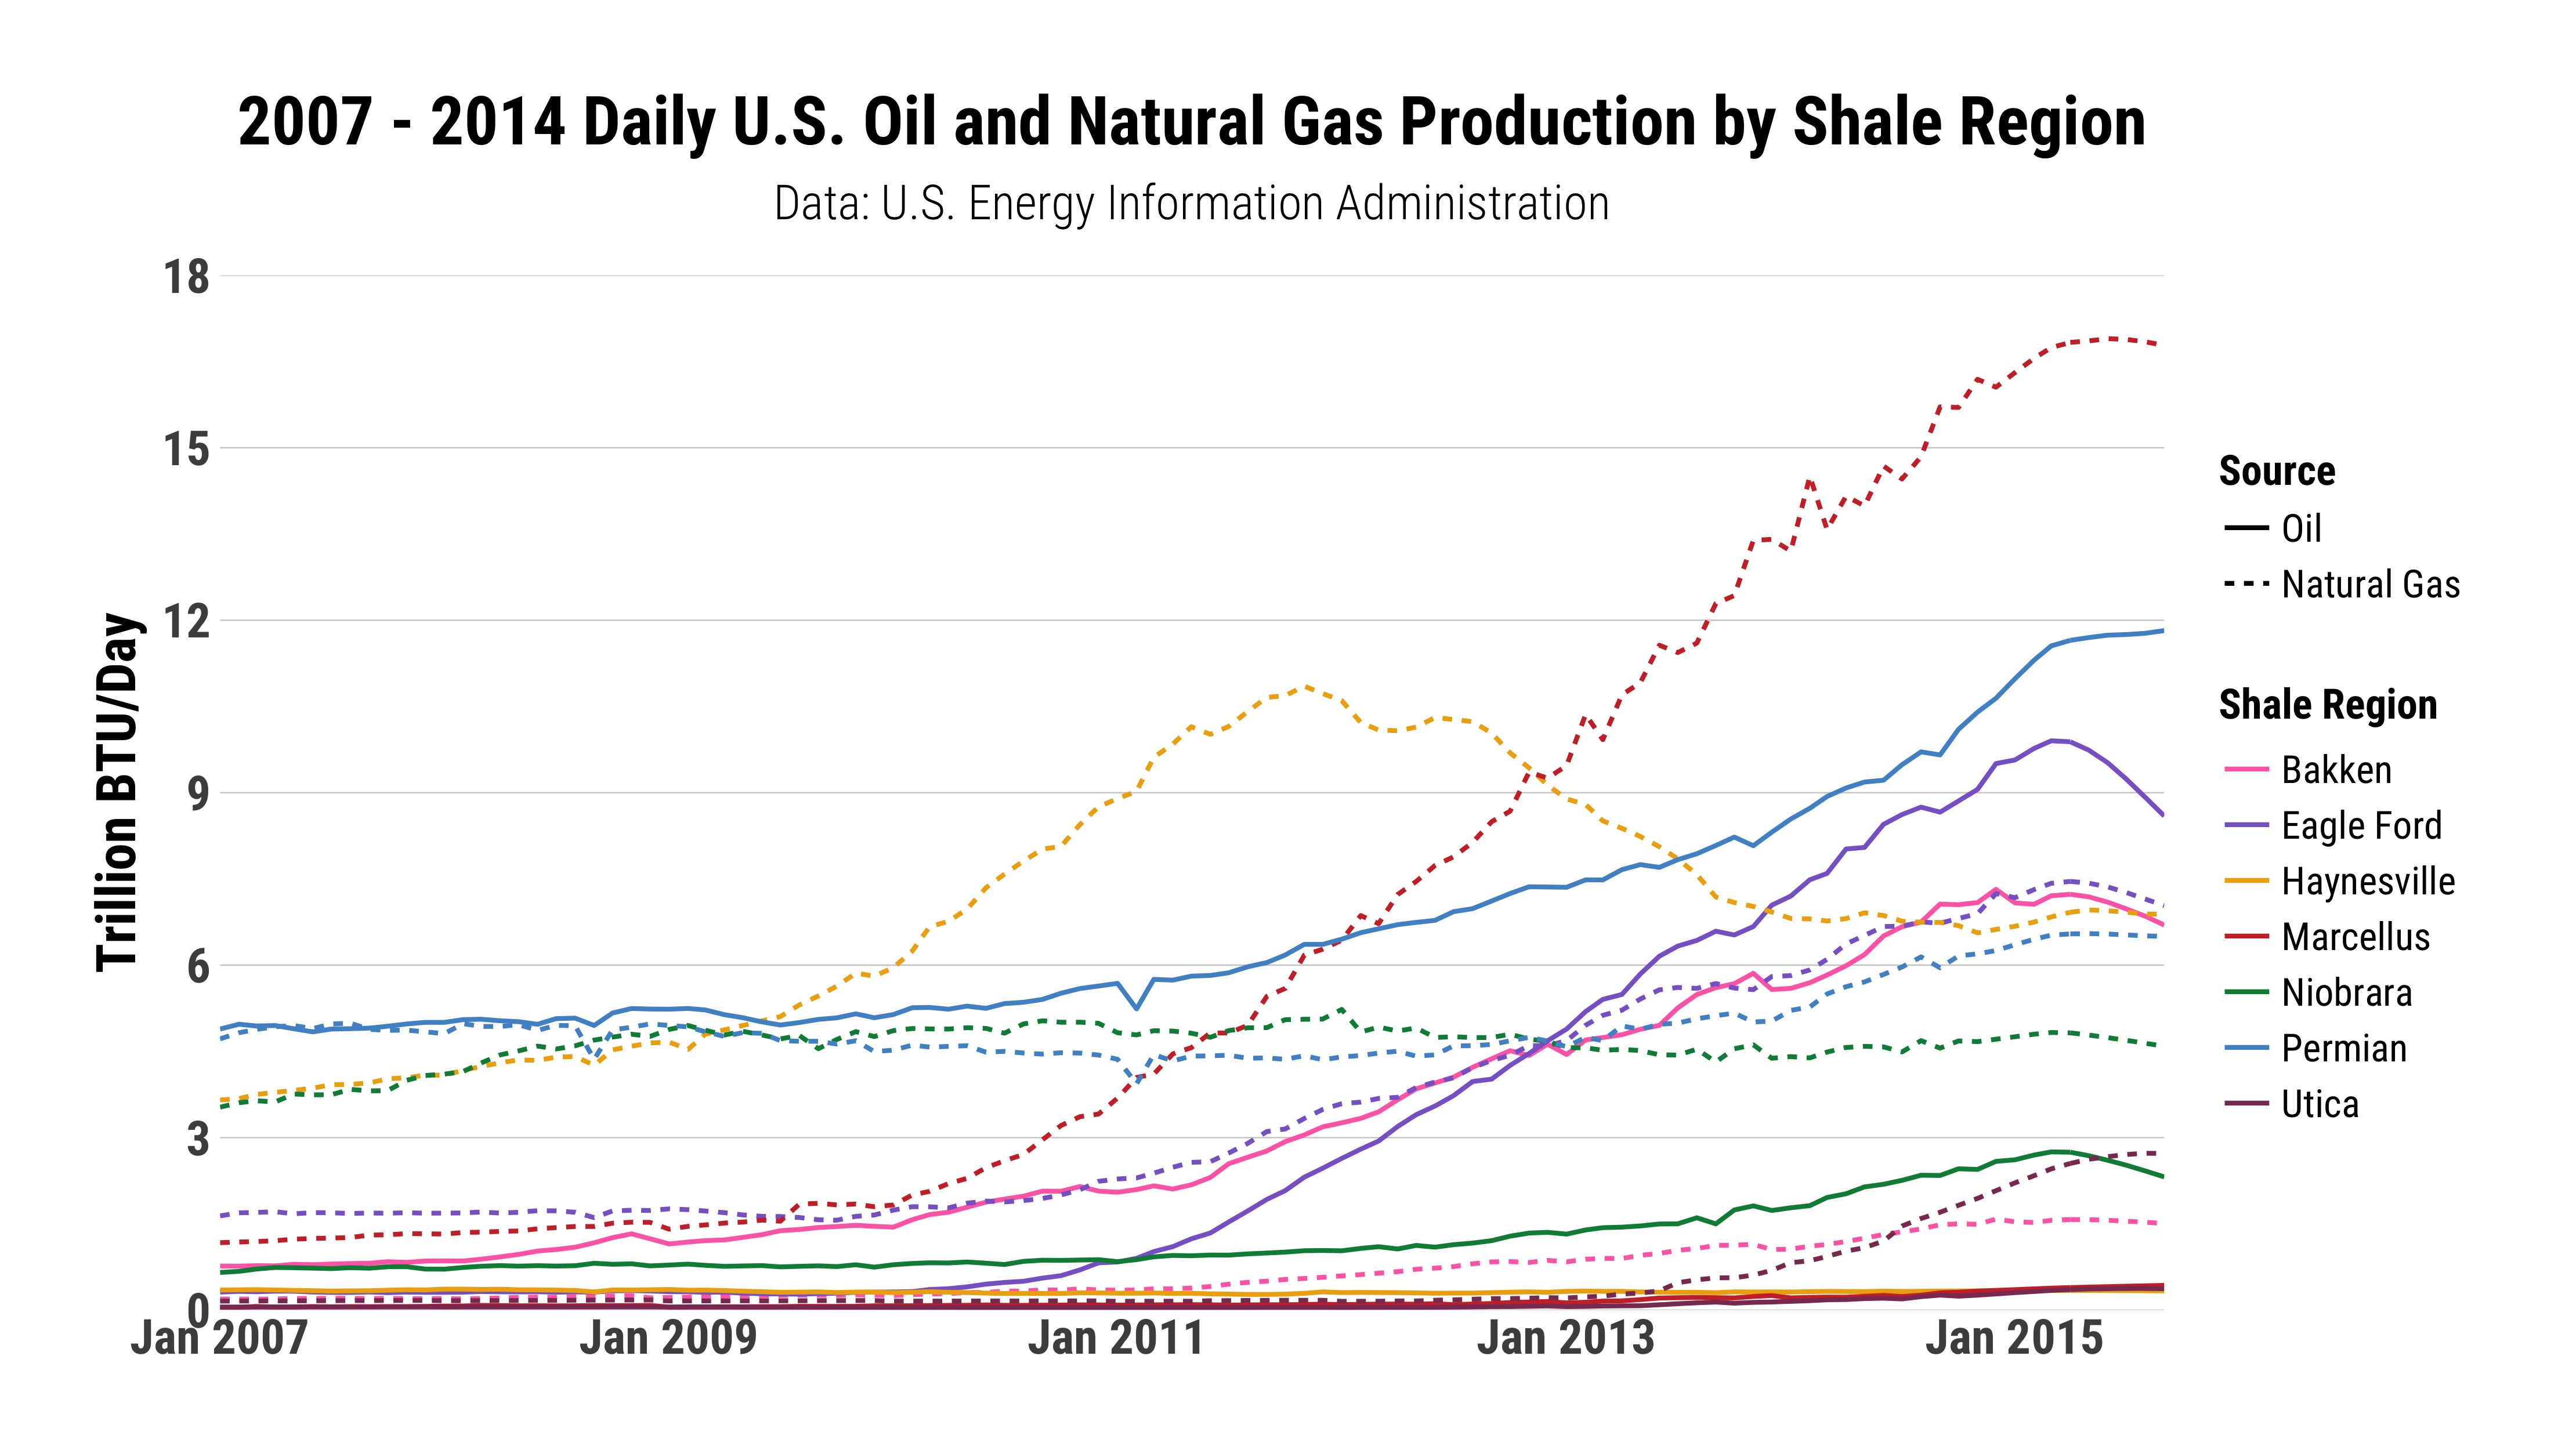 2007 - 2014 Daily U.S. Oil and Natural Gas Production by Shale Region
Data: U.S. Energy Information Administration
Trillion BTU/Day
18
15
12
9
6
3
0
Jan 2007
Jan 2009
Jan 2011
Jan 2013
Jan 2015
Source
Oil
Natural Gas
Shale Region
Bakken
Eagle Ford
Haynesville
Marcellus
Niobrara
Permian
Utica